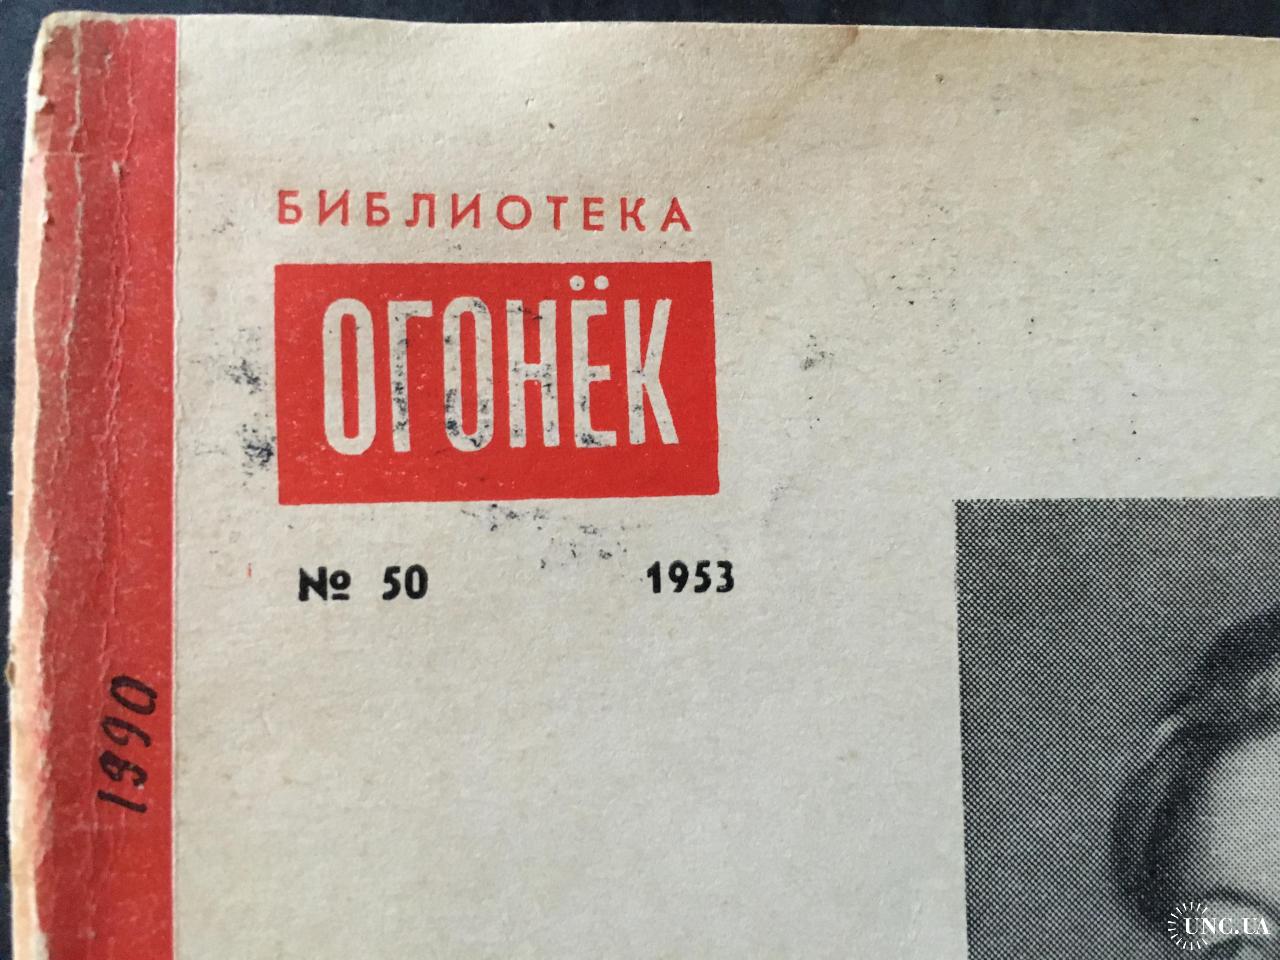 БИБЛИОТЕКА
ОГОНЁК
№ 50 1953
1990
UNC.UA